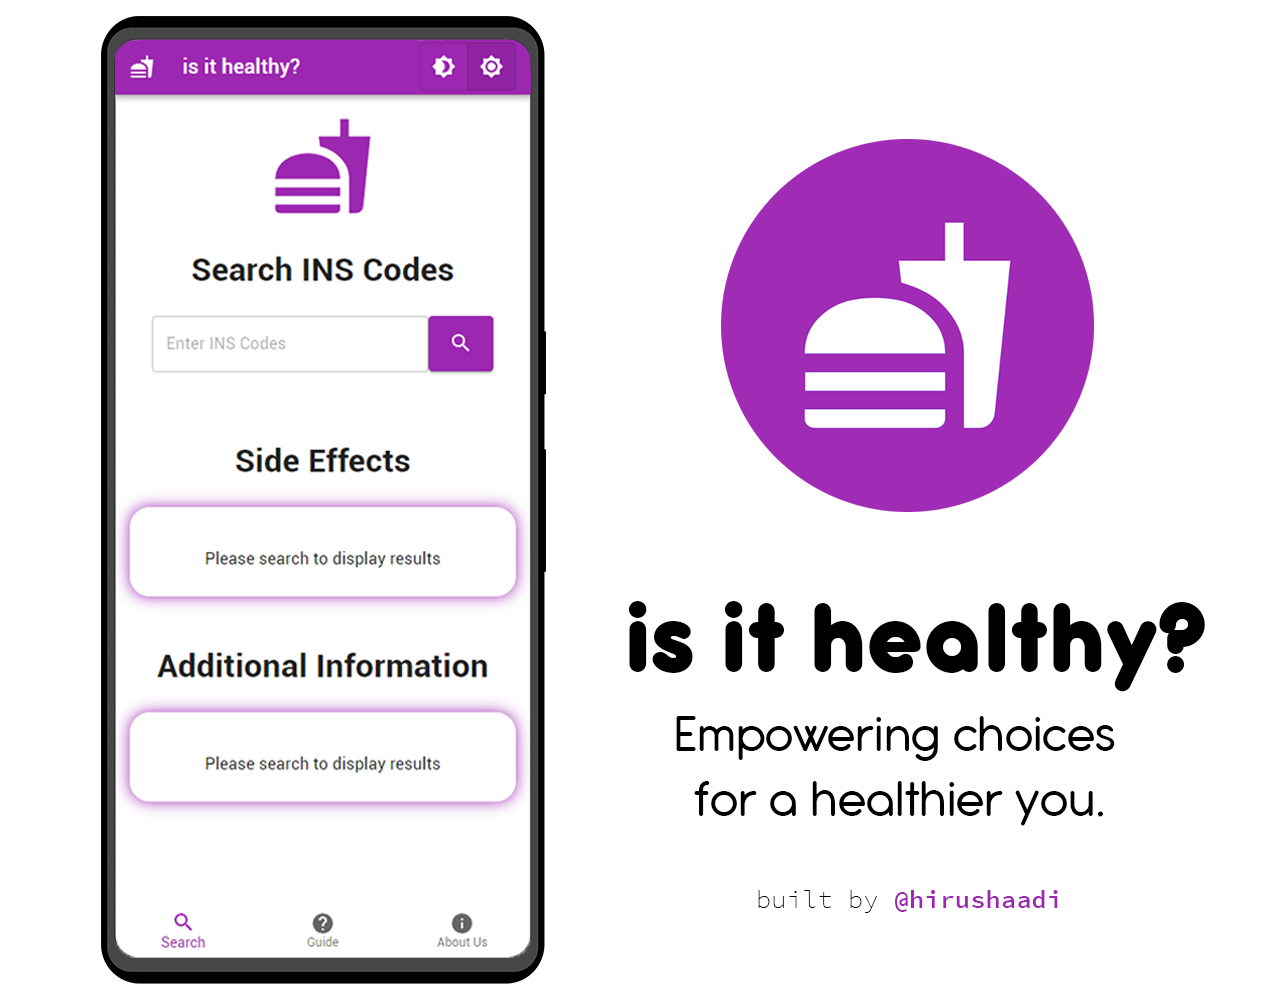 is it healthy?
Search INS Codes
Enter INS Codes
Side Effects
Please search to display results
Additional Information
Please search to display results
Search
Guide
About Us
is it healthy?
Empowering choices
for a healthier you.
built by @hirushaadi